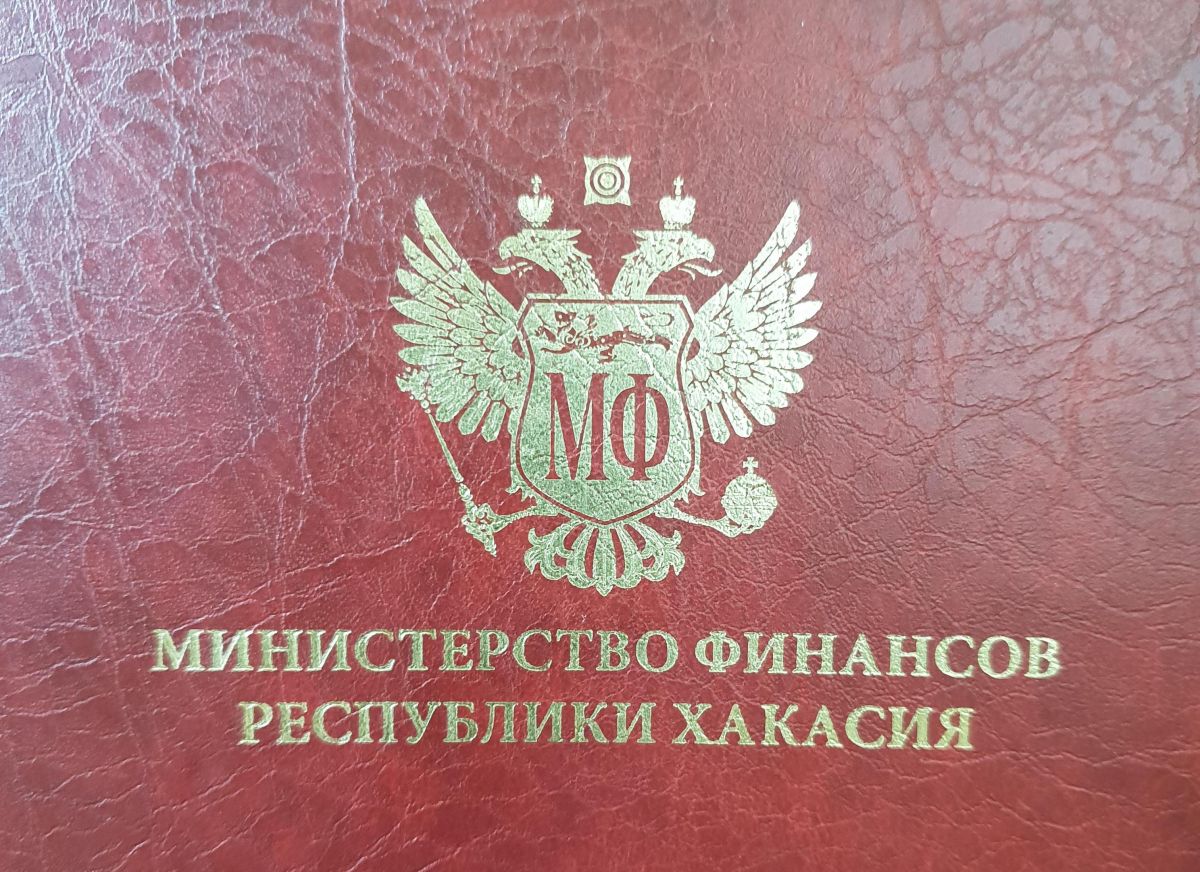 МФ
МИНИСТЕРСТВО ФИНАНСОВ
РЕСПУБЛИКИ ХАКАСИЯ